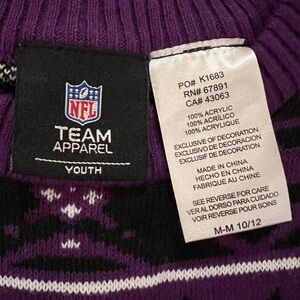 NFL
TEAM
APPAREL
YOUTH
PO# K1683
RN# 67891
CA# 43063
100% ACRYLIC
100% ACRÍLICO
100% ACRYLIQUE
EXCLUSIVE OF DECORATION
EXCLUSIVO DE DECORACIÓN
EXCLUSIF DE DECORATION
MADE IN CHINA
HECHO EN CHINA
FABRIQUE AU CHINE
SEE REVERSE FOR CARE
VER AL DORSO PARA CUIDADO
VOIR REVERSE POUR SOINS
M-M 10/12